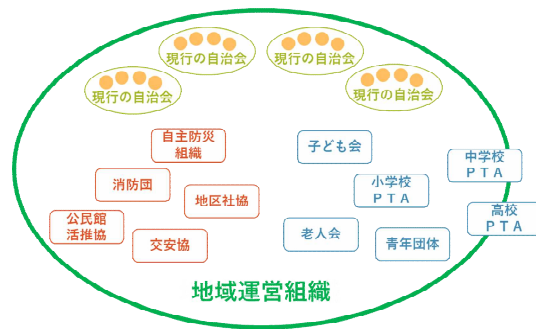 現行の自治会
現行の自治会
現行の自治会
現行の自治会
自主防災
組織
子ども会
中学校
ＰＴＡ
消防団
小学校
ＰＴＡ
地区社協
公民館
活推協
高校
ＰＴＡ
交安協
老人会
青年団体
地域運営組織